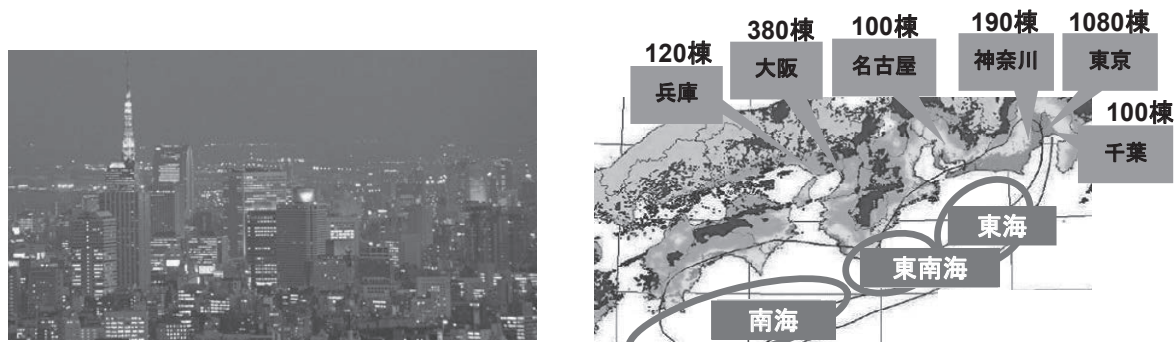 120棟
兵庫
380棟
大阪
100棟
名古屋
190棟
神奈川
1080棟
東京
100棟
千葉
東海
東南海
南海